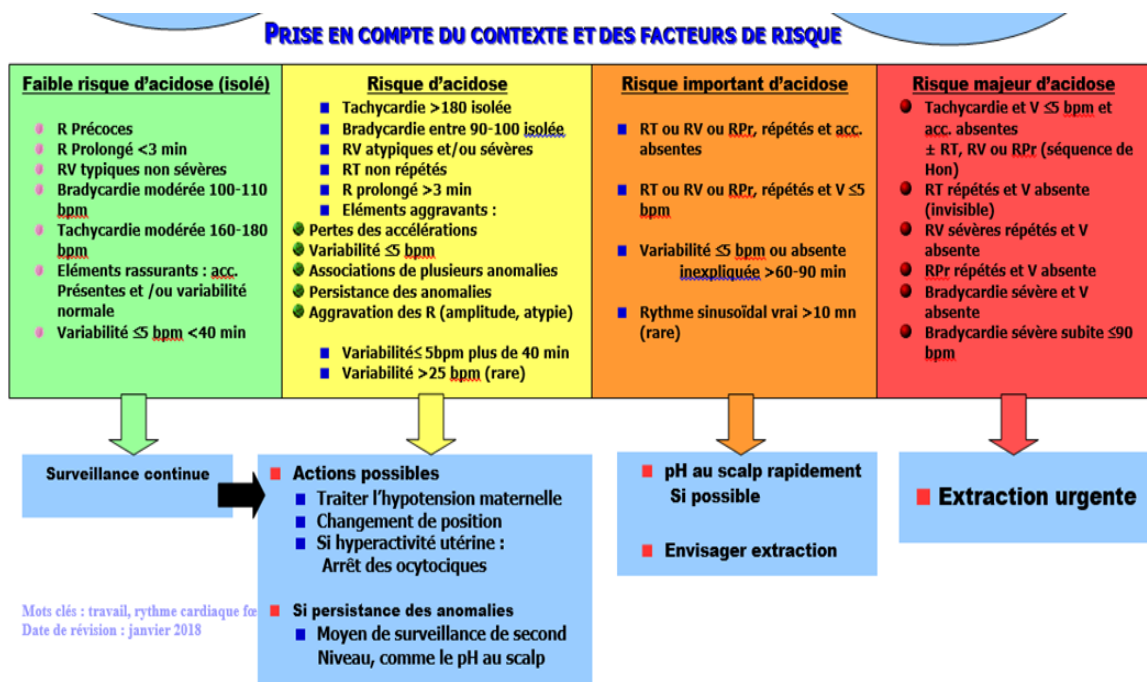 PRISE EN COMPTE DU CONTEXTE ET DES FACTEURS DE RISQUE
Faible risque d'acidose (isolé)
R Précoces
R Prolongé <3 min
RV typiques non sévères
Bradycardie modérée 100-110
bpm
Tachycardie modérée 160-180
bpm
Eléments rassurants : acc.
Présentes et /ou variabilité
normale
Variabilité ≤5 bpm <40 min
Risque d'acidose
Tachycardie >180 isolée
Bradycardie entre 90-100 isolée
RV atypiques et/ou sévères
RT non répétés
R prolongé >3 min
Eléments aggravants :
Pertes des accélérations
Variabilité ≤5 bpm
Associations de plusieurs anomalies
Persistance des anomalies
Aggravation des R (amplitude, atypie)
Variabilité≤ 5bpm plus de 40 min
Variabilité >25 bpm (rare)
Risque important d'acidose
RT ou RV ou RPr, répétés et acc.
absentes
RT ou RV ou RPr, répétés et V ≤5
bpm
Variabilité ≤5 bpm ou absente
inexpliquée >60-90 min
Rythme sinusoïdal vrai >10 mn
(rare)
Risque majeur d'acidose
Tachycardie et V ≤5 bpm et
acc. absentes
± RT, RV ou RPr (séquence de
Hon)
RT répétés et V absente
(invisible)
RV sévères répétés et V
absente
RPr répétés et V absente
Bradycardie sévère et V
absente
Bradycardie sévère subite ≤90
bpm
Surveillance continue
Actions possibles
Traiter l'hypotension maternelle
Changement de position
Si hyperactivité utérine :
Arrêt des ocytociques
Si persistance des anomalies
Moyen de surveillance de second
Niveau, comme le pH au scalp
pH au scalp rapidement
Si possible
Envisager extraction
Extraction urgente
Mots clés : travail, rythme cardiaque fœ
Date de révision : janvier 2018